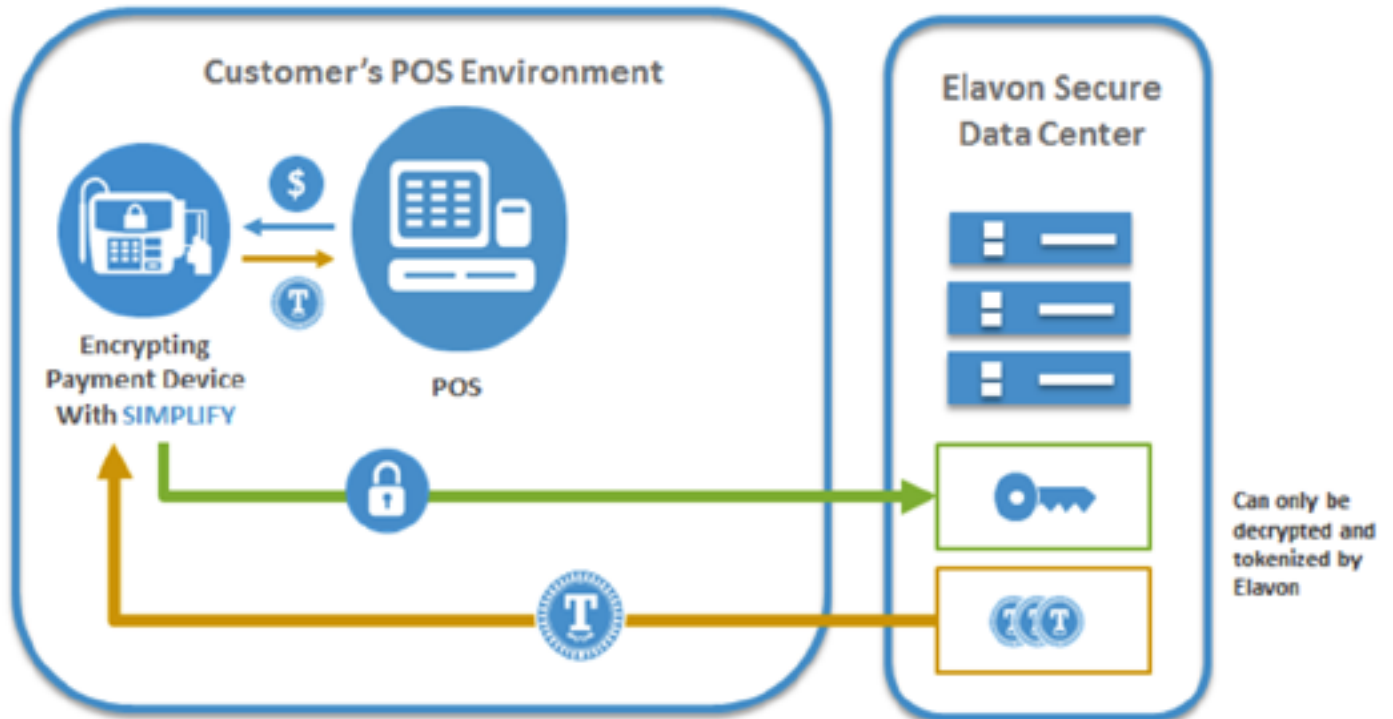 Customer's POS Environment
$
T
Encrypting
Payment Device
With SIMPLIFY
POS
T
Elavon Secure
Data Center
T T T
Can only be
decrypted and
tokenized by
Elavon